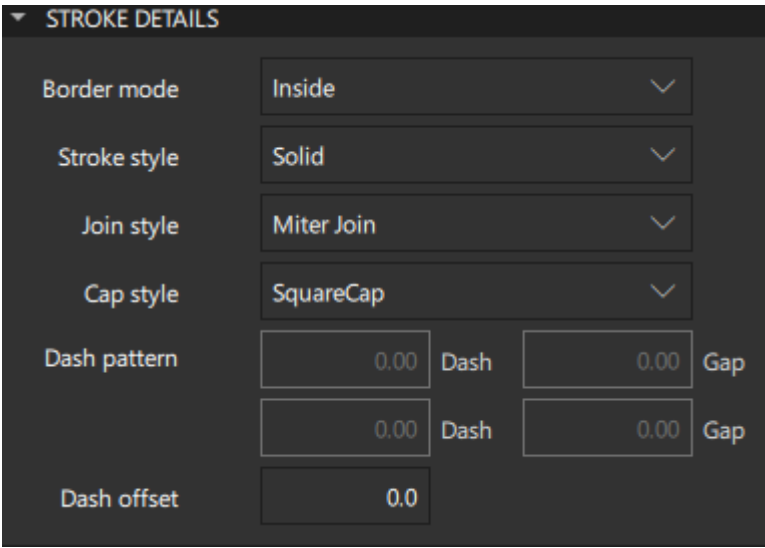 STROKE DETAILS
Border mode Inside
Stroke style Solid
Join style Miter Join
Cap style SquareCap
Dash pattern 0.00 Dash 0.00 Gap
0.00 Dash 0.00 Gap
Dash offset 0.0